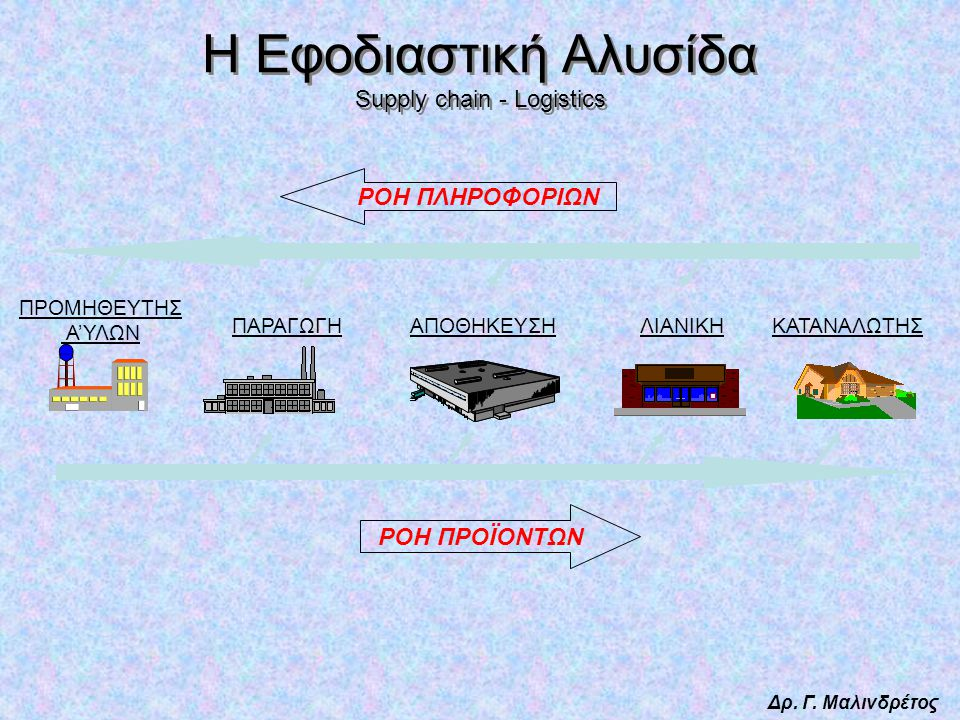 Η Εφοδιαστική Αλυσίδα
Supply chain - Logistics
ΡΟΗ ΠΛΗΡΟΦΟΡΙΩΝ
ΠΡΟΜΗΘΕΥΤΗΣ
Α’ΥΛΩΝ
ΠΑΡΑΓΩΓΗ
ΑΠΟΘΗΚΕΥΣΗ
ΛΙΑΝΙΚΗ
ΚΑΤΑΝΑΛΩΤΗΣ
ΡΟΗ ΠΡΟΪΟΝΤΩΝ
Δρ. Γ. Μαλινδρέτος